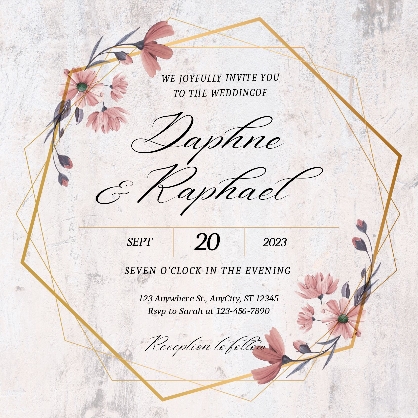 WE JOYFULLY INVITE YOU
TO THE WEDDINGOF
Daphne
& Raphael
SEPT 20 2023
SEVEN O'CLOCK IN THE EVENING
123 Anywhere St., AnyCity, ST 12345
Rsvp to Sarah at 123-456-7890
Reception to follow